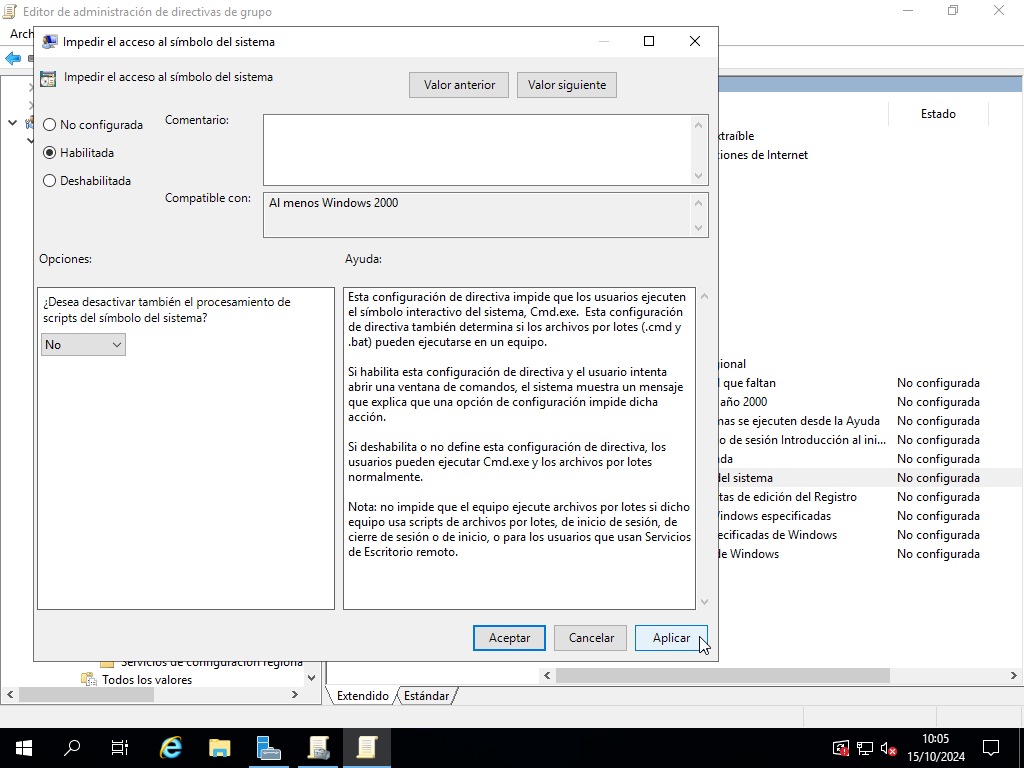 Editor de administración de directivas de grupo
Arch
Impedir el acceso al símbolo del sistema
Impedir el acceso al símbolo del sistema
Valor anterior
Valor siguiente
No configurada
Habilitada
Deshabilitada
Comentario:
Compatible con:
Al menos Windows 2000
Opciones:
Ayuda:
¿Desea desactivar también el procesamiento de
scripts del símbolo del sistema?
No
Esta configuración de directiva impide que los usuarios ejecuten
el símbolo interactivo del sistema, Cmd.exe.  Esta configuración
de directiva también determina si los archivos por lotes (.cmd y
.bat) pueden ejecutarse en un equipo.
Si habilita esta configuración de directiva y el usuario intenta
abrir una ventana de comandos, el sistema muestra un mensaje
que explica que una opción de configuración impide dicha
acción.
Si deshabilita o no define esta configuración de directiva, los
usuarios pueden ejecutar Cmd.exe y los archivos por lotes
normalmente.
Nota: no impide que el equipo ejecute archivos por lotes si dicho
equipo usa scripts de archivos por lotes, de inicio de sesión, de
cierre de sesión o de inicio, o para los usuarios que usan Servicios
de Escritorio remoto.
Aceptar
Cancelar
Aplicar
Estado
xtraíble
ciones de Internet
gional
l que faltan No configurada
año 2000 No configurada
nas se ejecuten desde la Ayuda No configurada
o de sesión Introducción al ini... No configurada
da No configurada
del sistema No configurada
tas de edición del Registro No configurada
Windows especificadas No configurada
ecificadas de Windows No configurada
de Windows No configurada
Servicios de configuración regiona
Todos los valores
Extendido
Estándar
10:05
15/10/2024